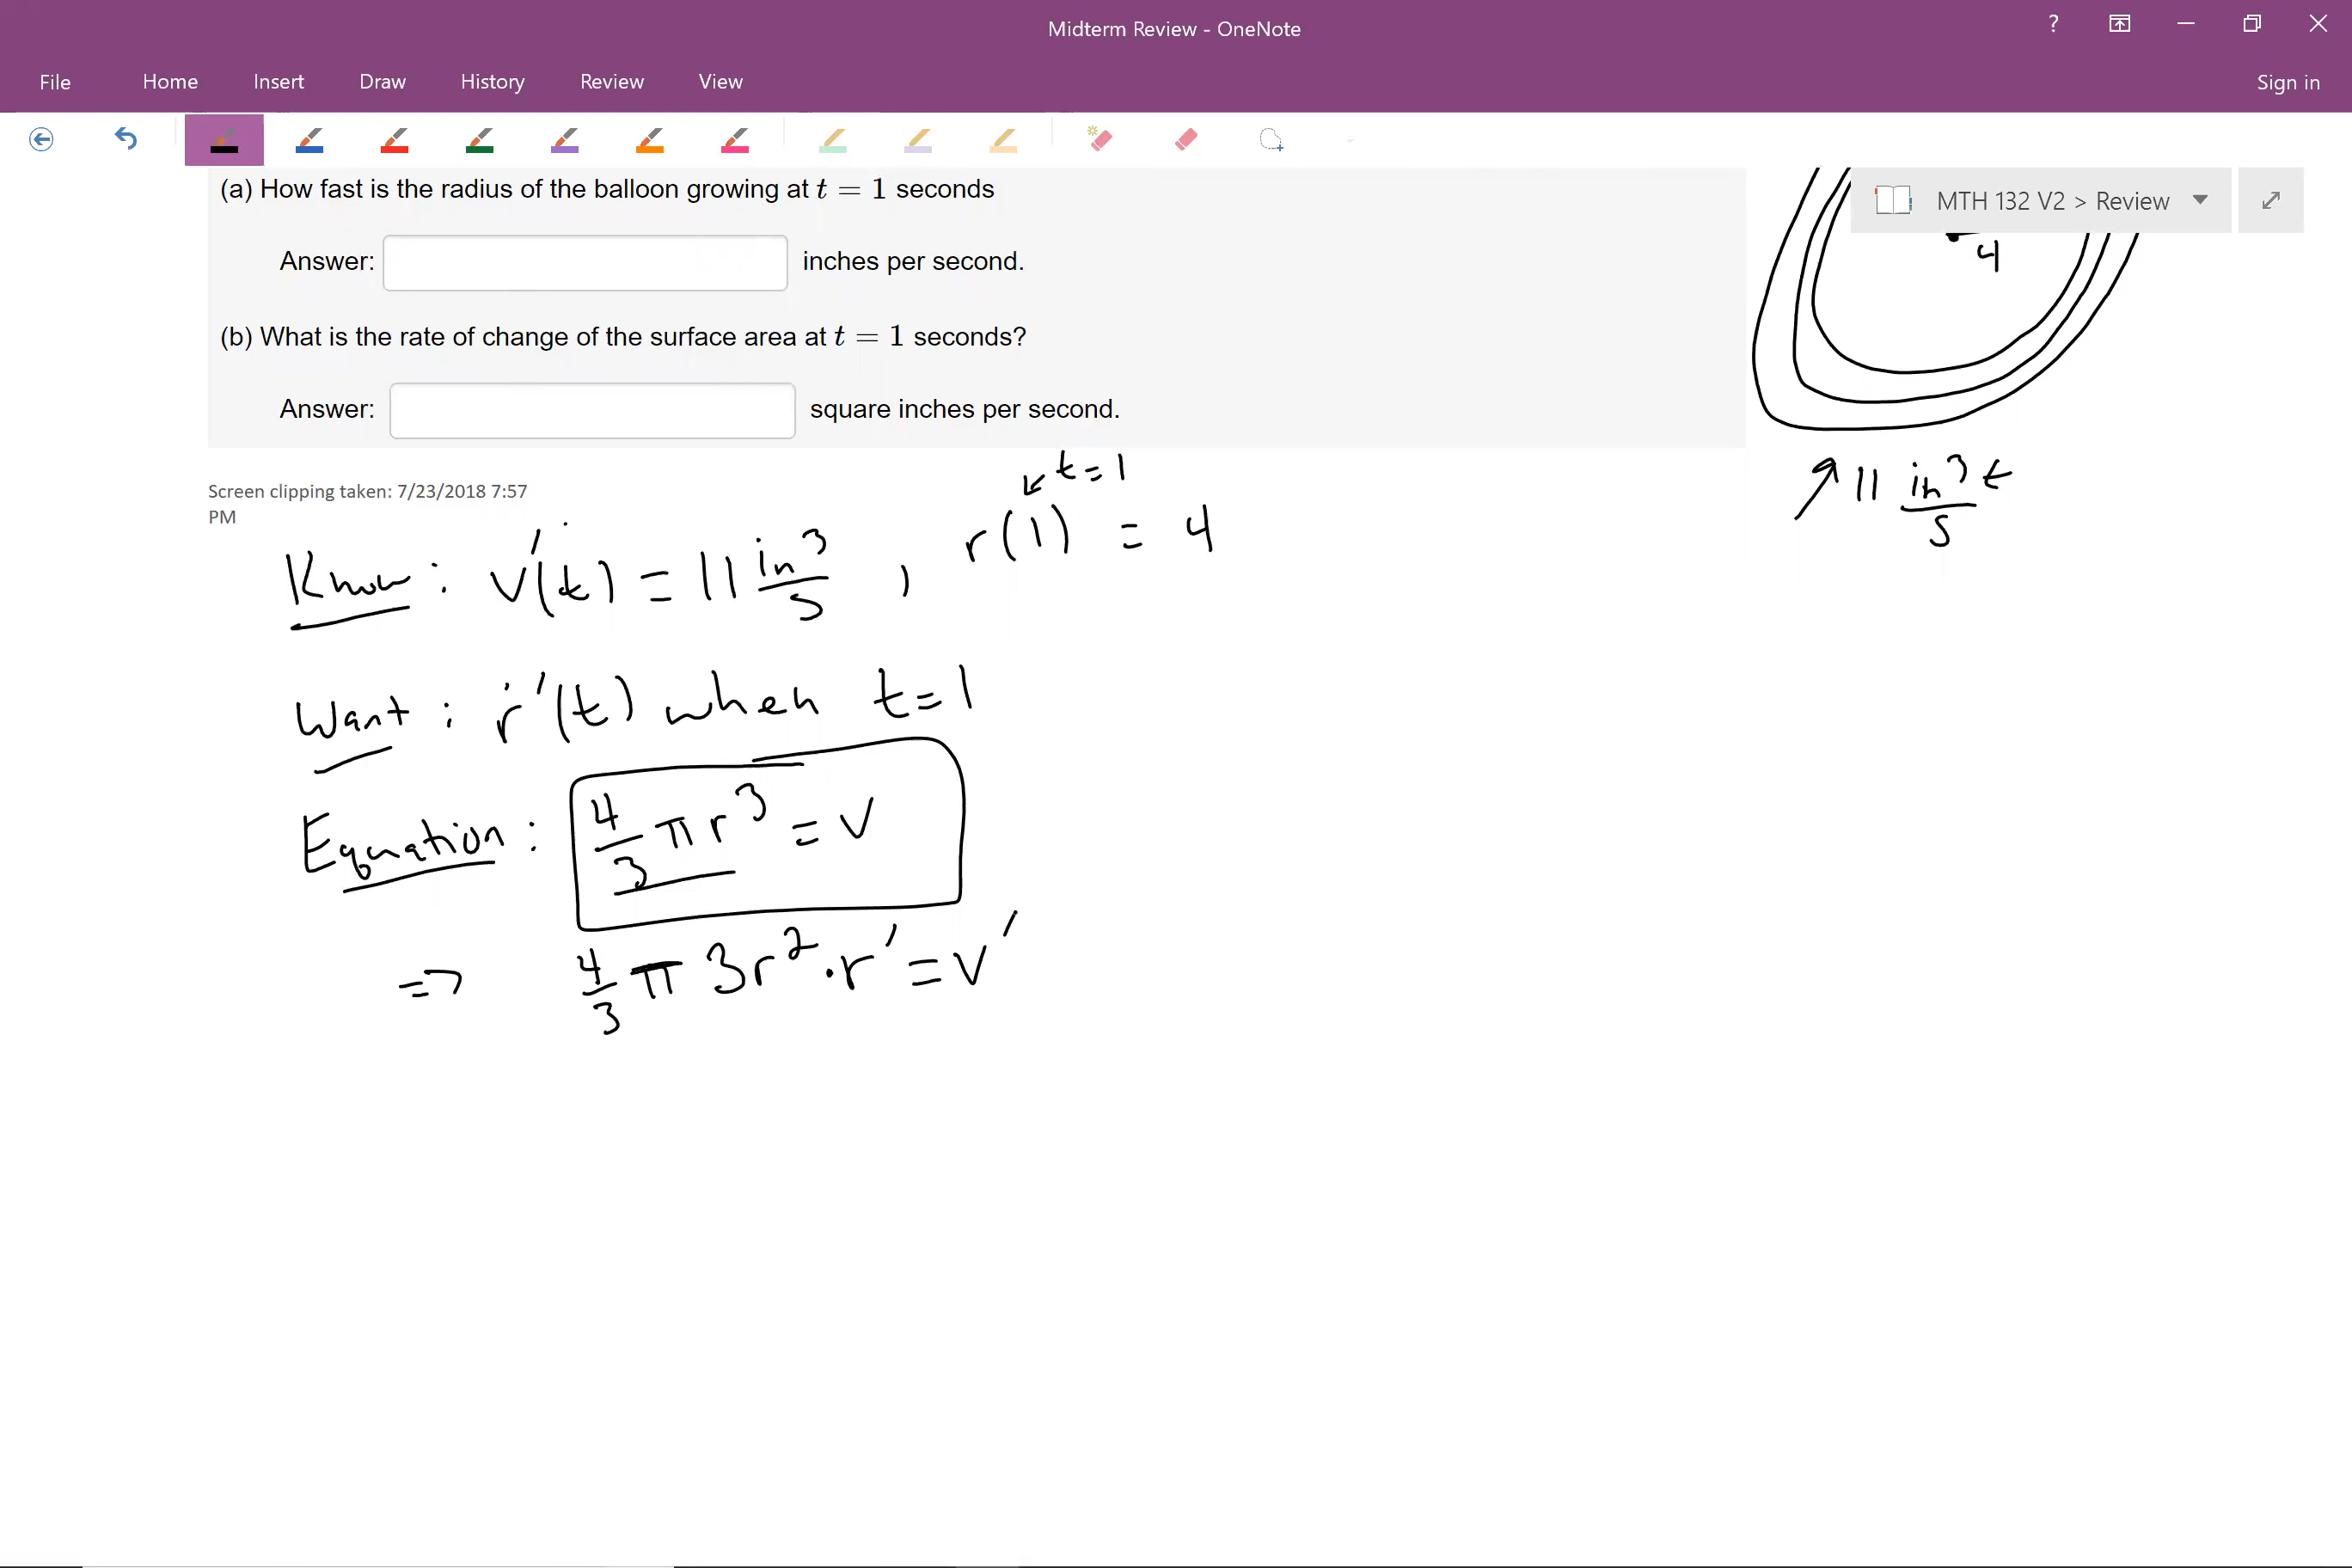 Midterm Review - OneNote
?
File Home Insert Draw History Review View Sign in
MTH 132 V2 > Review
(a) How fast is the radius of the balloon growing at t = 1 seconds
Answer: inches per second.
(b) What is the rate of change of the surface area at t = 1 seconds?
Answer: square inches per second.
4
11 in³/s ←
Screen clipping taken: 7/23/2018 7:57
PM
t = 1
Know: v'(t) = 11 in³/s , r(1) = 4
Want: r'(t) when t=1
Equation: 4/3 πr³ = v
=> 4/3 π 3r² · r' = v'